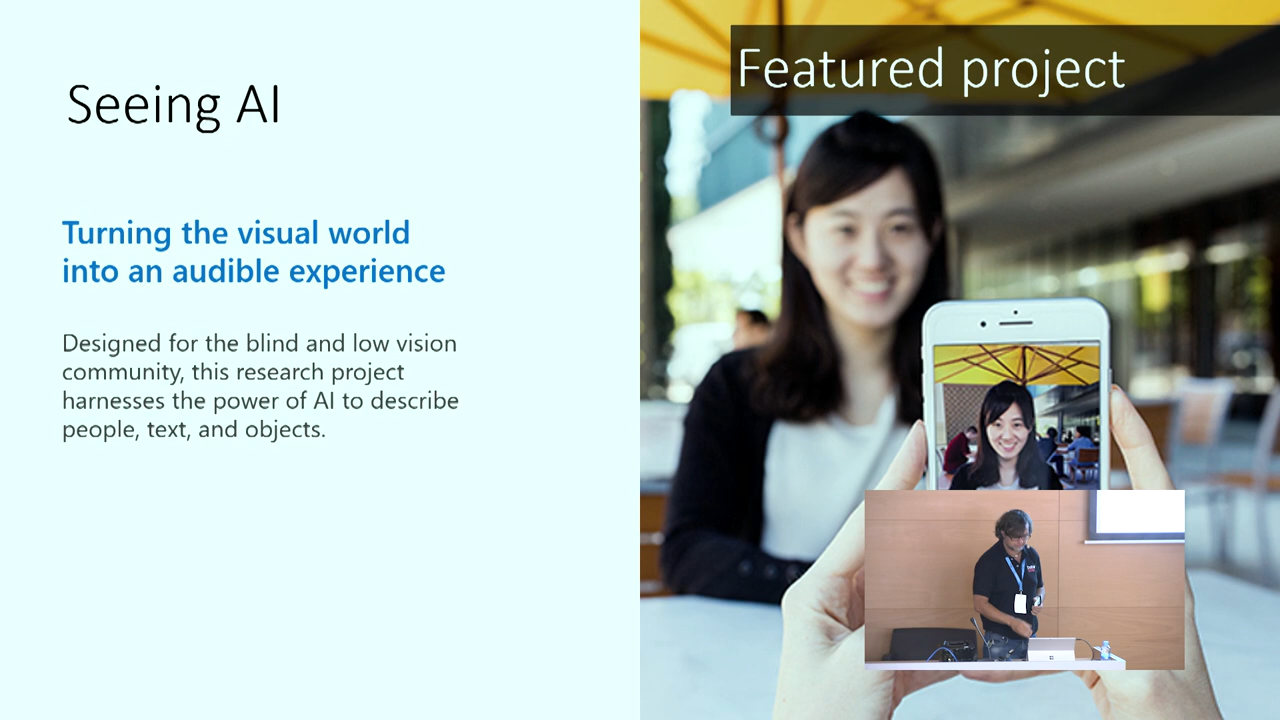 Seeing AI
Featured project
Turning the visual world
into an audible experience
Designed for the blind and low vision
community, this research project
harnesses the power of AI to describe
people, text, and objects.